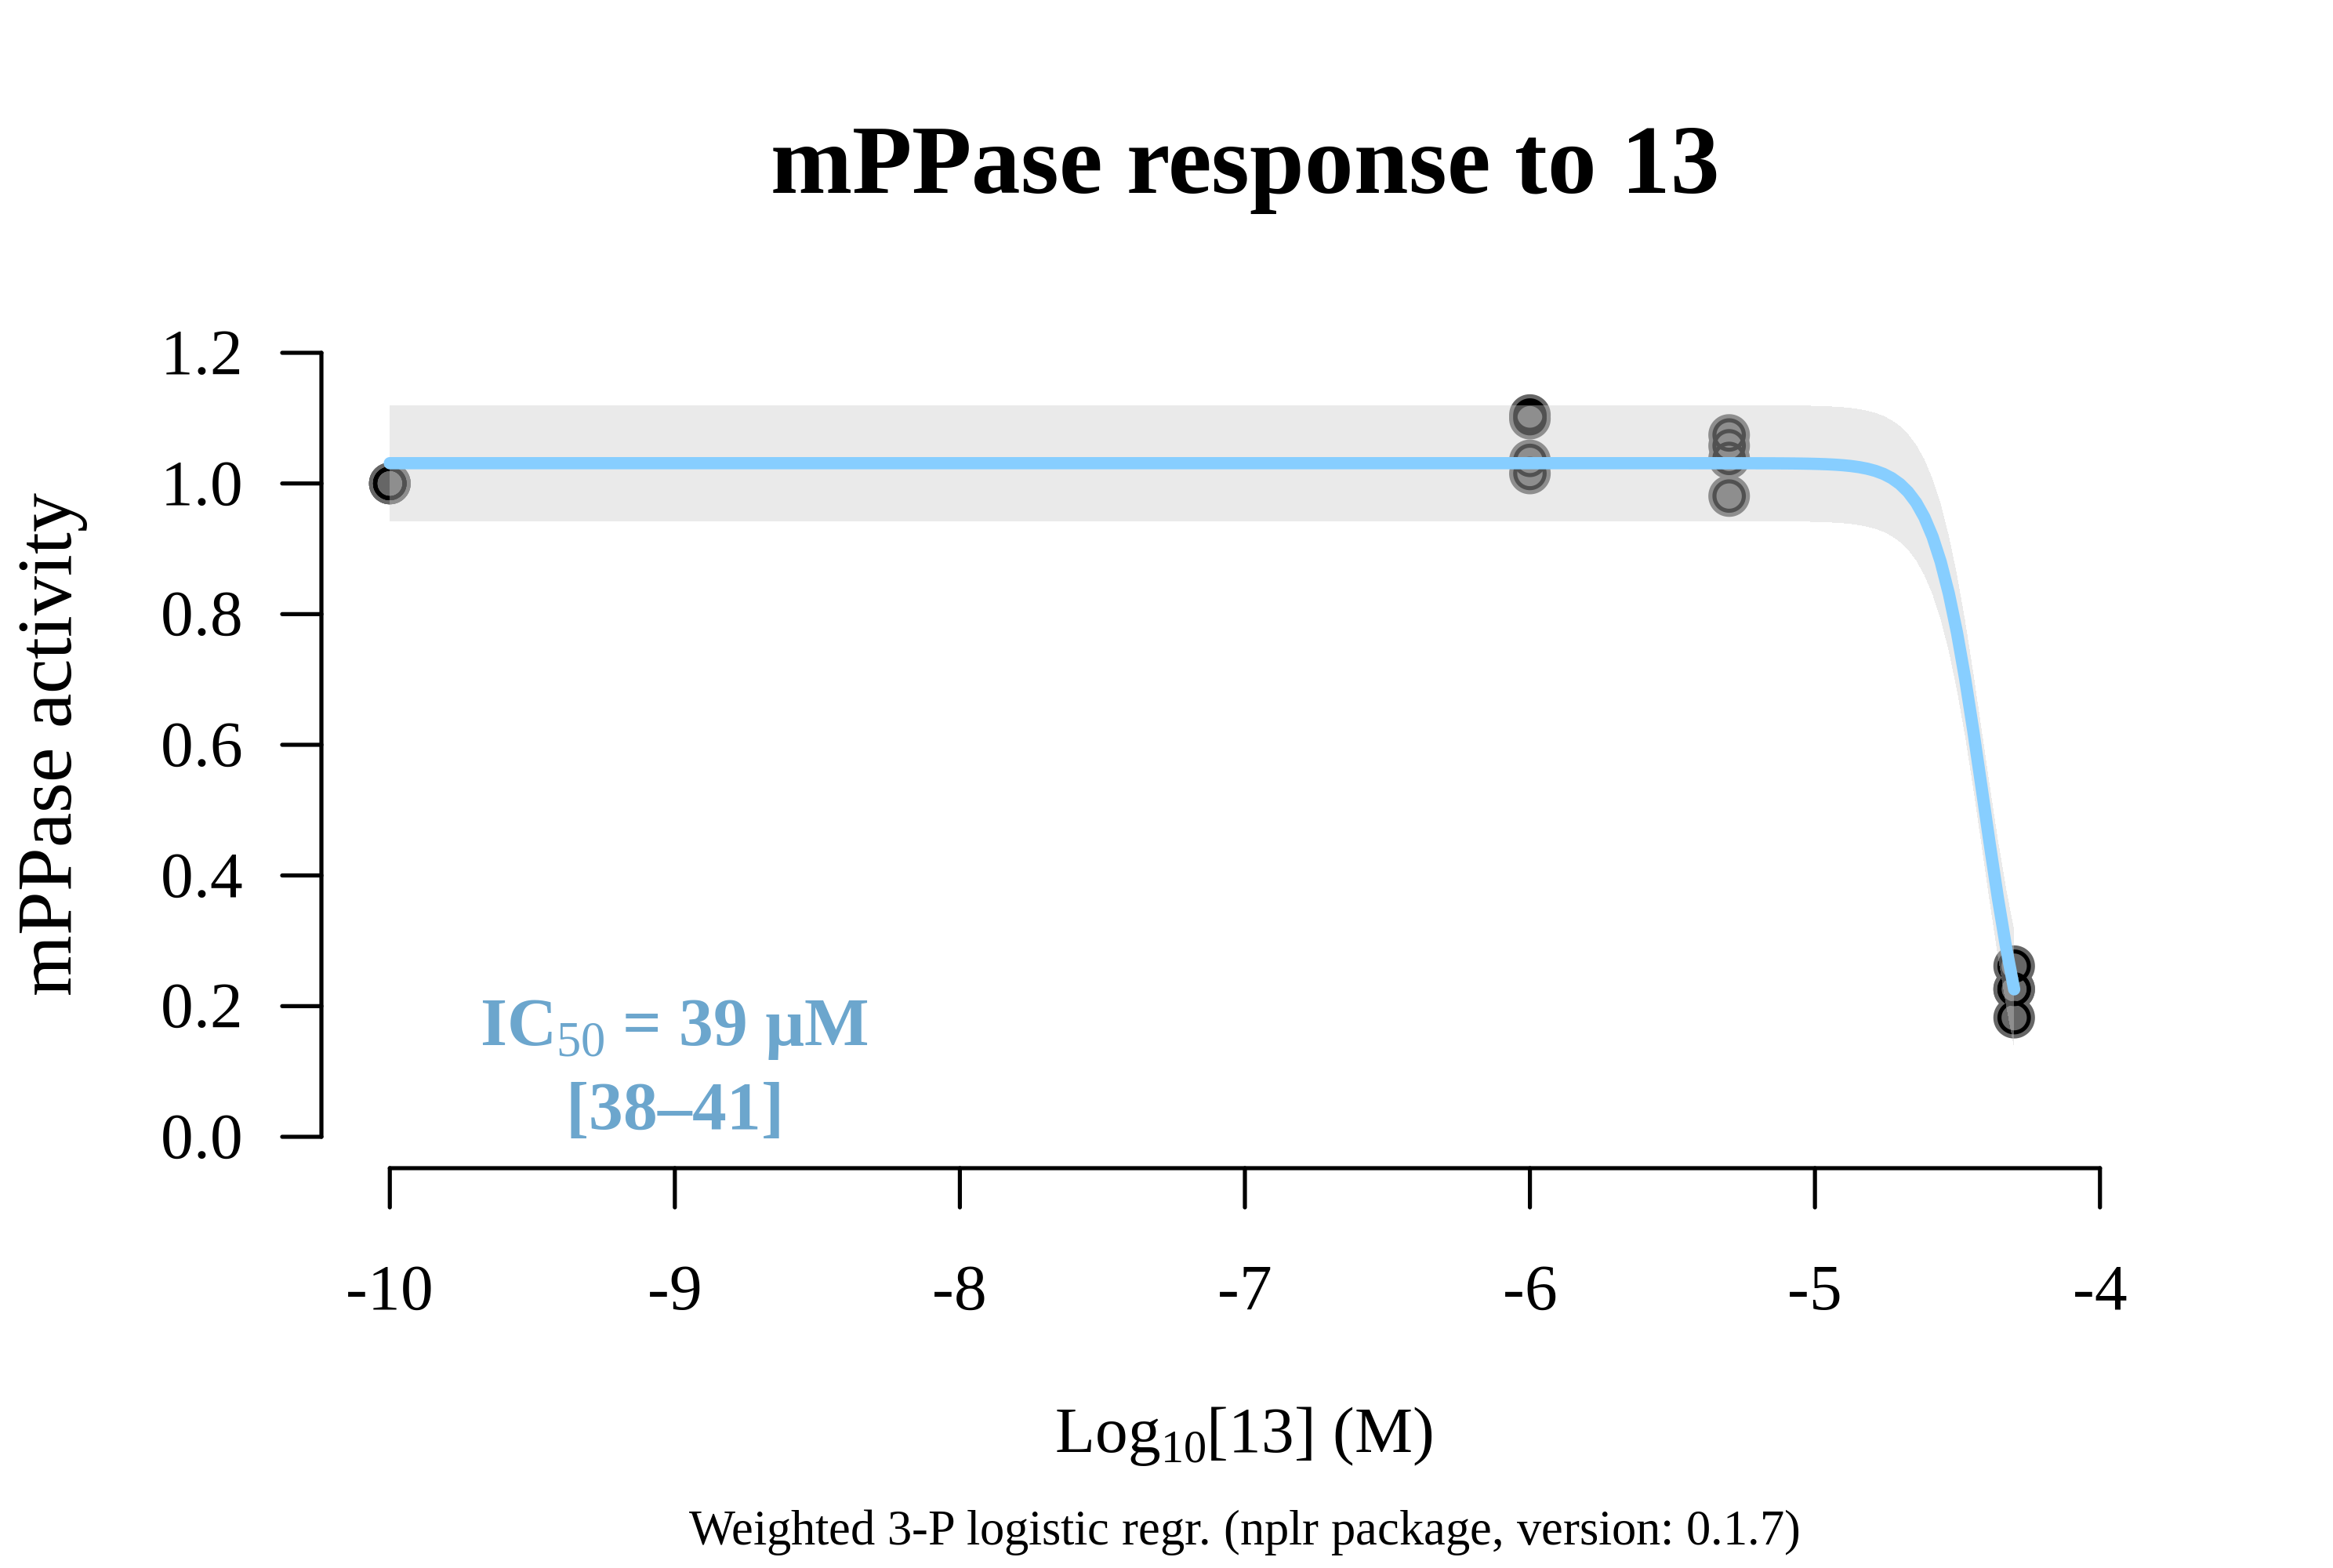 mPPase response to 13
mPPase activity
1.2
1.0
0.8
0.6
0.4
0.2
0.0
IC50 = 39 µM
[38–41]
-10 -9 -8 -7 -6 -5 -4
Log10[13] (M)
Weighted 3-P logistic regr. (nplr package, version: 0.1.7)